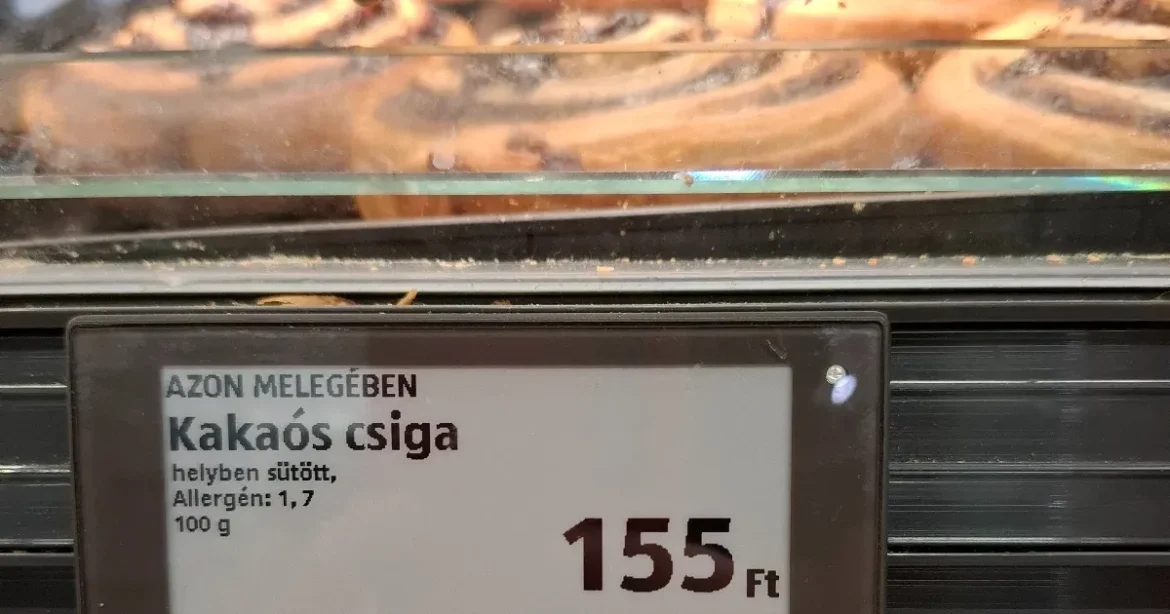 AZON MELEGÉBEN
Kakaós csiga
helyben sütött,
Allergén: 1, 7
100 g
155 Ft